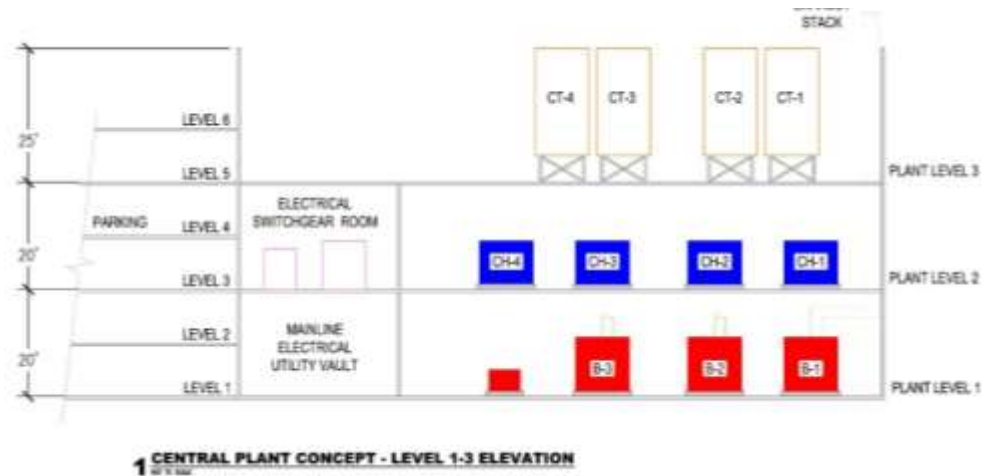 STACK
CT-4
CT-3
CT-2
CT-1
25'
LEVEL 6
LEVEL 5
PLANT LEVEL 3
ELECTRICAL
SWITCHGEAR ROOM
PARKING
LEVEL 4
20'
CH-4
CH-3
CH-2
CH-1
LEVEL 3
PLANT LEVEL 2
LEVEL 2
MAINLINE
ELECTRICAL
UTILITY VAULT
20'
B-3
B-2
B-1
LEVEL 1
PLANT LEVEL 1
1 CENTRAL PLANT CONCEPT - LEVEL 1-3 ELEVATION